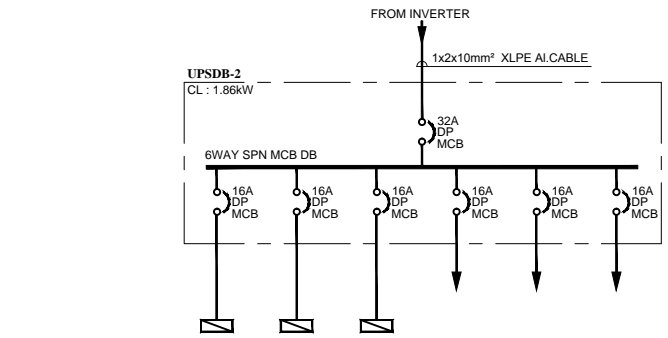 FROM INVERTER
1x2x10mm² XLPE Al.CABLE
UPSDB-2
CL : 1.86kW
32A
DP
MCB
6WAY SPN MCB DB
16A
DP
MCB
16A
DP
MCB
16A
DP
MCB
16A
DP
MCB
16A
DP
MCB
16A
DP
MCB